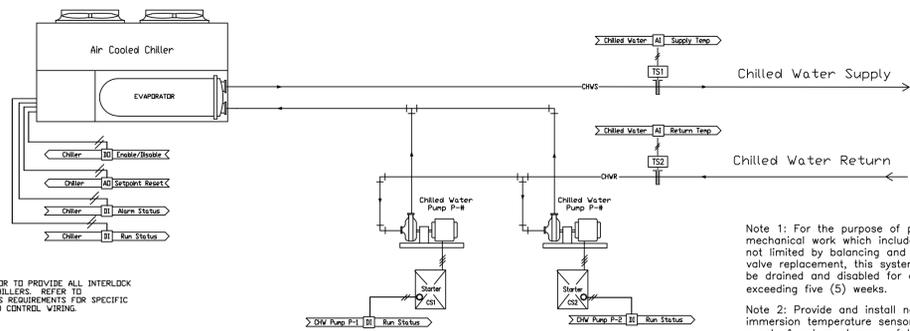 Air Cooled Chiller
EVAPORATOR
Chiller DO Enable/Disable
Chiller AO Setpoint Reset
Chiller DI Alarm Status
Chiller DI Run Status
Chilled Water AI Supply Temp
TS1
CHWS
Chilled Water Supply
Chilled Water AI Return Temp
TS2
CHWR
Chilled Water Return
Chilled Water
Pump P-#
Chilled Water
Pump P-#
Starter
CS1
Starter
CS2
CHW Pump P-1 DI Run Status
CHW Pump P-2 DI Run Status
OR TO PROVIDE ALL INTERLOCK
HILLERS. REFER TO
S REQUIREMENTS FOR SPECIFIC
CONTROL WIRING.
Note 1: For the purpose of
mechanical work which
not limited by balancing and
valve replacement, this
be drained and disabled for
exceeding five (5) weeks.
Note 2: Provide and install
immersion temperature